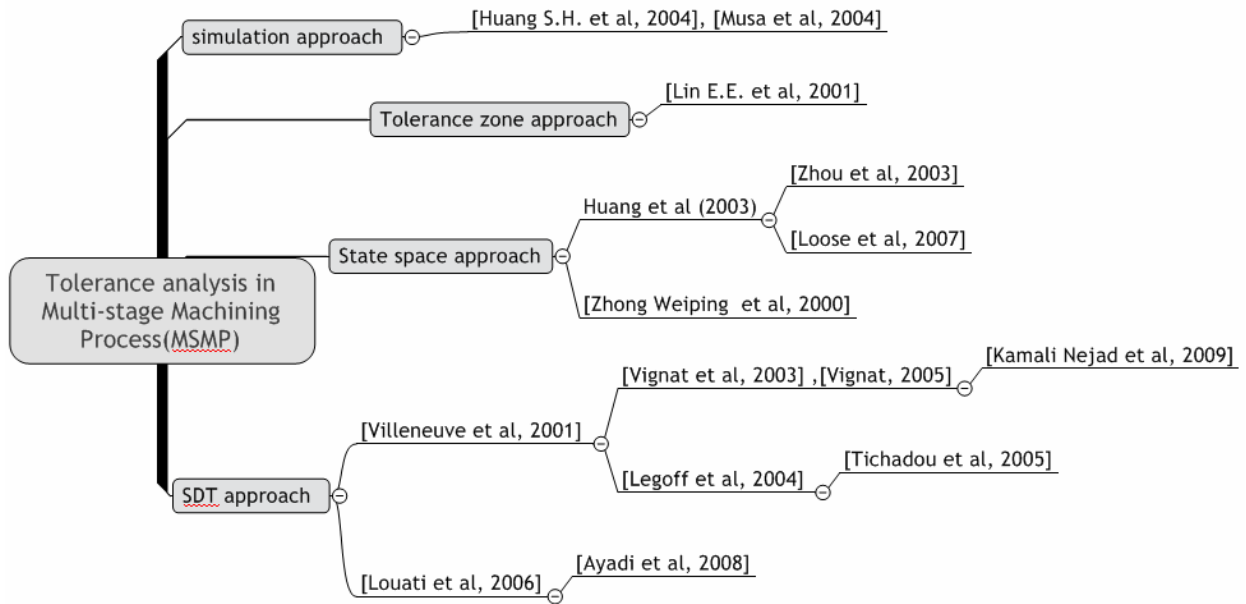 simulation approach
[Huang S.H. et al, 2004], [Musa et al, 2004]
Tolerance zone approach
[Lin E.E. et al, 2001]
State space approach
Huang et al (2003)
[Zhou et al, 2003]
[Loose et al, 2007]
[Zhong Weiping et al, 2000]
Tolerance analysis in
Multi-stage Machining
Process(MSMP)
SDT approach
[Villeneuve et al, 2001]
[Vignat et al, 2003] ,[Vignat, 2005]
[Kamali Nejad et al, 2009]
[Legoff et al, 2004]
[Tichadou et al, 2005]
[Louati et al, 2006]
[Ayadi et al, 2008]